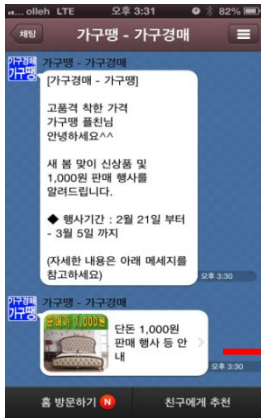 olleh LTE 오후 3:31 82%
채팅
가구땡 - 가구경매
가구경매
가구땡
가구땡 - 가구경매
[가구경매 - 가구땡]
고품격 착한 가격
가구땡 플친님
안녕하세요^^
새 봄 맞이 신상품 및
1,000원 판매 행사를
알려드립니다.
◆ 행사기간 : 2월 21일 부터
- 3월 5일 까지
(자세한 내용은 아래 메세지를
참고하세요)
오후 3:30
가구경매
가구땡
가구땡 - 가구경매
판매가 1,000원
단돈 1,000원
판매 행사 등 안
내
오후 3:30
홈 방문하기 N
친구에게 추천